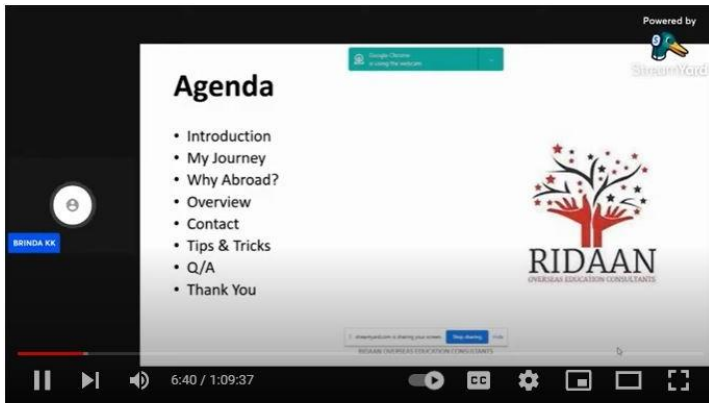 Powered by
StreamYard
Google Chrome
is using the webcam
Agenda
• Introduction
• My Journey
• Why Abroad?
• Overview
• Contact
• Tips & Tricks
• Q/A
• Thank You
BRINDA KK
RIDAAN
OVERSEAS EDUCATION CONSULTANTS
streamyard.com is sharing your screen. Stop sharing Hide
RIDAAN OVERSEAS EDUCATION CONSULTANTS
6:40 / 1:09:37
CC